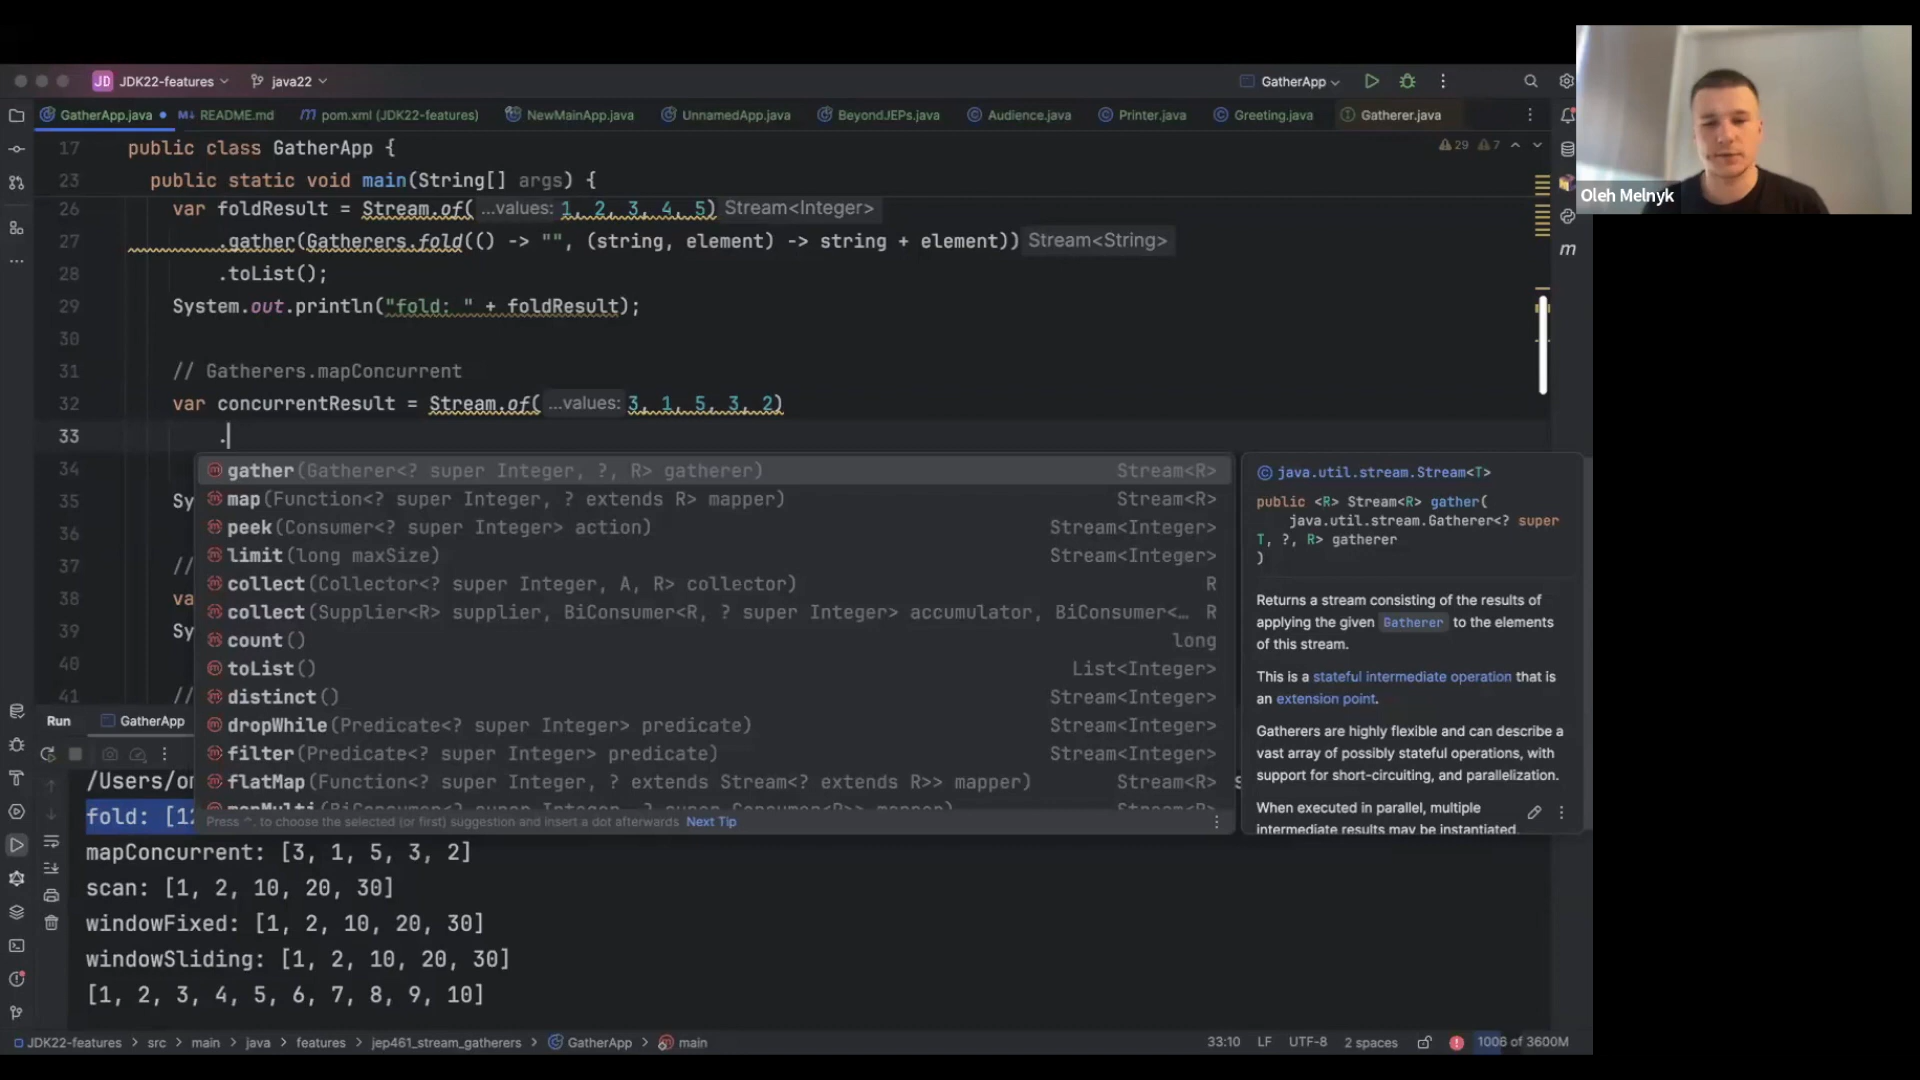 JD JDK22-features java22 GatherApp
GatherApp.java README.md pom.xml (JDK22-features) NewMainApp.java UnnamedApp.java BeyondJEPs.java Audience.java Printer.java Greeting.java Gatherer.java
17 public class GatherApp { 29 7
23 public static void main(String[] args) {
26 var foldResult = Stream.of( ...values: 1, 2, 3, 4, 5) Stream<Integer>
27 .gather(Gatherers.fold(() -> "", (string, element) -> string + element)) Stream<String>
28 .toList();
29 System.out.println("fold: " + foldResult);
30
31 // Gatherers.mapConcurrent
32 var concurrentResult = Stream.of( ...values: 3, 1, 5, 3, 2)
33 .
34
35 Sy
36
37 //
38 va
39 Sy
40
41 //
gather(Gatherer<? super Integer, ?, R> gatherer) Stream<R>
map(Function<? super Integer, ? extends R> mapper) Stream<R>
peek(Consumer<? super Integer> action) Stream<Integer>
limit(long maxSize) Stream<Integer>
collect(Collector<? super Integer, A, R> collector) R
collect(Supplier<R> supplier, BiConsumer<R, ? super Integer> accumulator, BiConsumer<… R
count() long
toList() List<Integer>
distinct() Stream<Integer>
dropWhile(Predicate<? super Integer> predicate) Stream<Integer>
filter(Predicate<? super Integer> predicate) Stream<Integer>
flatMap(Function<? super Integer, ? extends Stream<? extends R>> mapper) Stream<R>
Press ^. to choose the selected (or first) suggestion and insert a dot afterwards Next Tip
java.util.stream.Stream<T>
public <R> Stream<R> gather(
java.util.stream.Gatherer<? super
T, ?, R> gatherer
)
Returns a stream consisting of the results of
applying the given Gatherer to the elements
of this stream.
This is a stateful intermediate operation that is
an extension point.
Gatherers are highly flexible and can describe a
vast array of possibly stateful operations, with
support for short-circuiting, and parallelization.
When executed in parallel, multiple
intermediate results may be instantiated,
Run GatherApp
/Users/
fold: [12
mapConcurrent: [3, 1, 5, 3, 2]
scan: [1, 2, 10, 20, 30]
windowFixed: [1, 2, 10, 20, 30]
windowSliding: [1, 2, 10, 20, 30]
[1, 2, 3, 4, 5, 6, 7, 8, 9, 10]
JDK22-features > src > main > java > features > jep461_stream_gatherers > GatherApp > main 33:10 LF UTF-8 2 spaces 1006 of 3600M
Oleh Melnyk